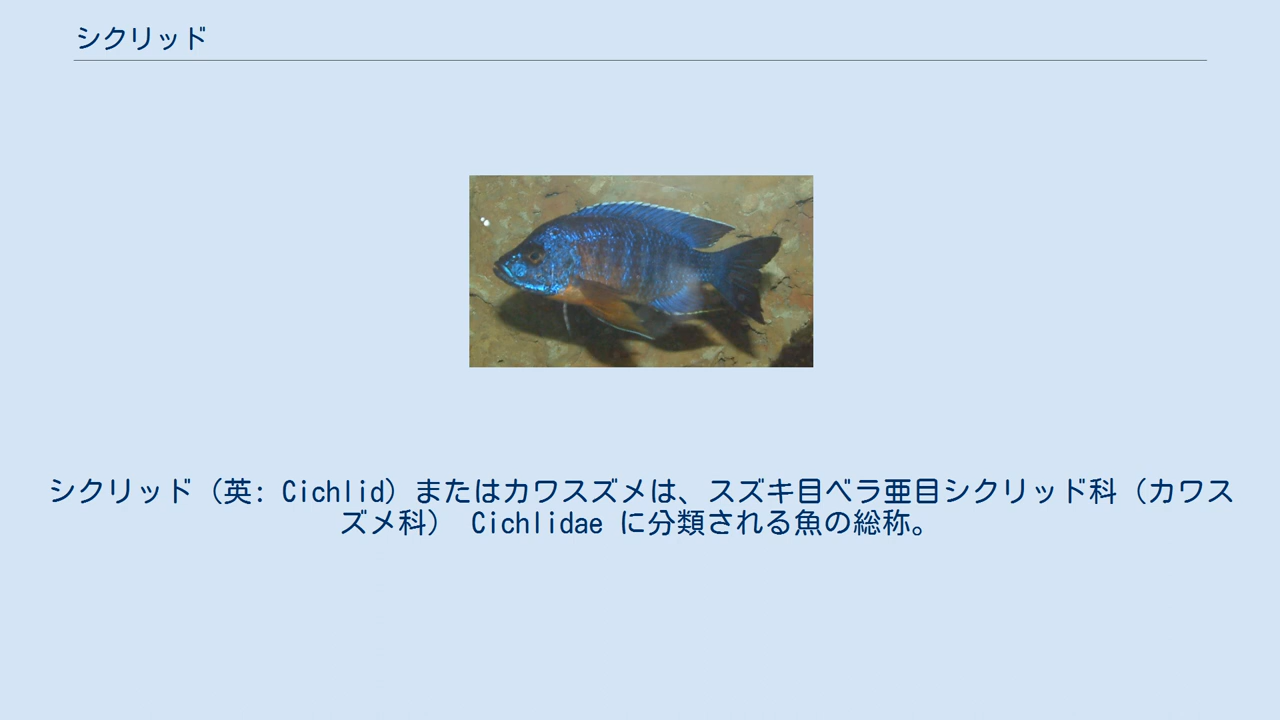 シクリッド
シクリッド（英: Cichlid）またはカワスズメは、スズキ目ベラ亜目シクリッド科（カワス
ズメ科） Cichlidae に分類される魚の総称。